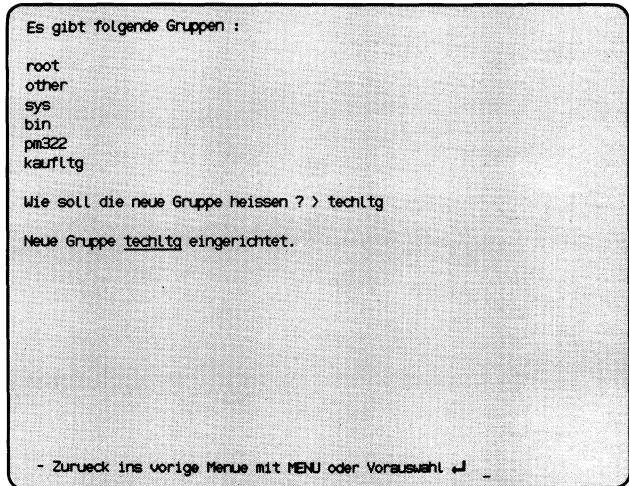 Es gibt folgende Gruppen :
root
other
sys
bin
pm322
kaufltg
Wie soll die neue Gruppe heissen ? > techltg
Neue Gruppe techltg eingerichtet.
- Zurueck ins vorige Menue mit MENU oder Vorauswahl ↵ _